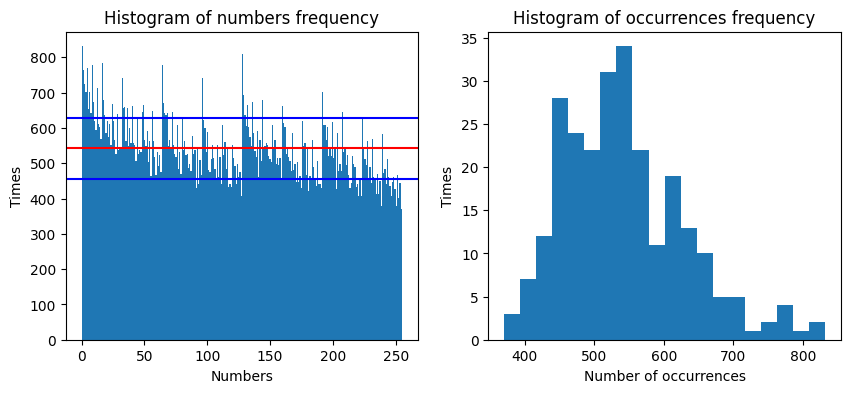 Histogram of numbers frequency
800
700
600
500
400
300
200
100
0
Times
0 50 100 150 200 250
Numbers
Histogram of occurrences frequency
35
30
25
20
15
10
5
0
Times
400 500 600 700 800
Number of occurrences